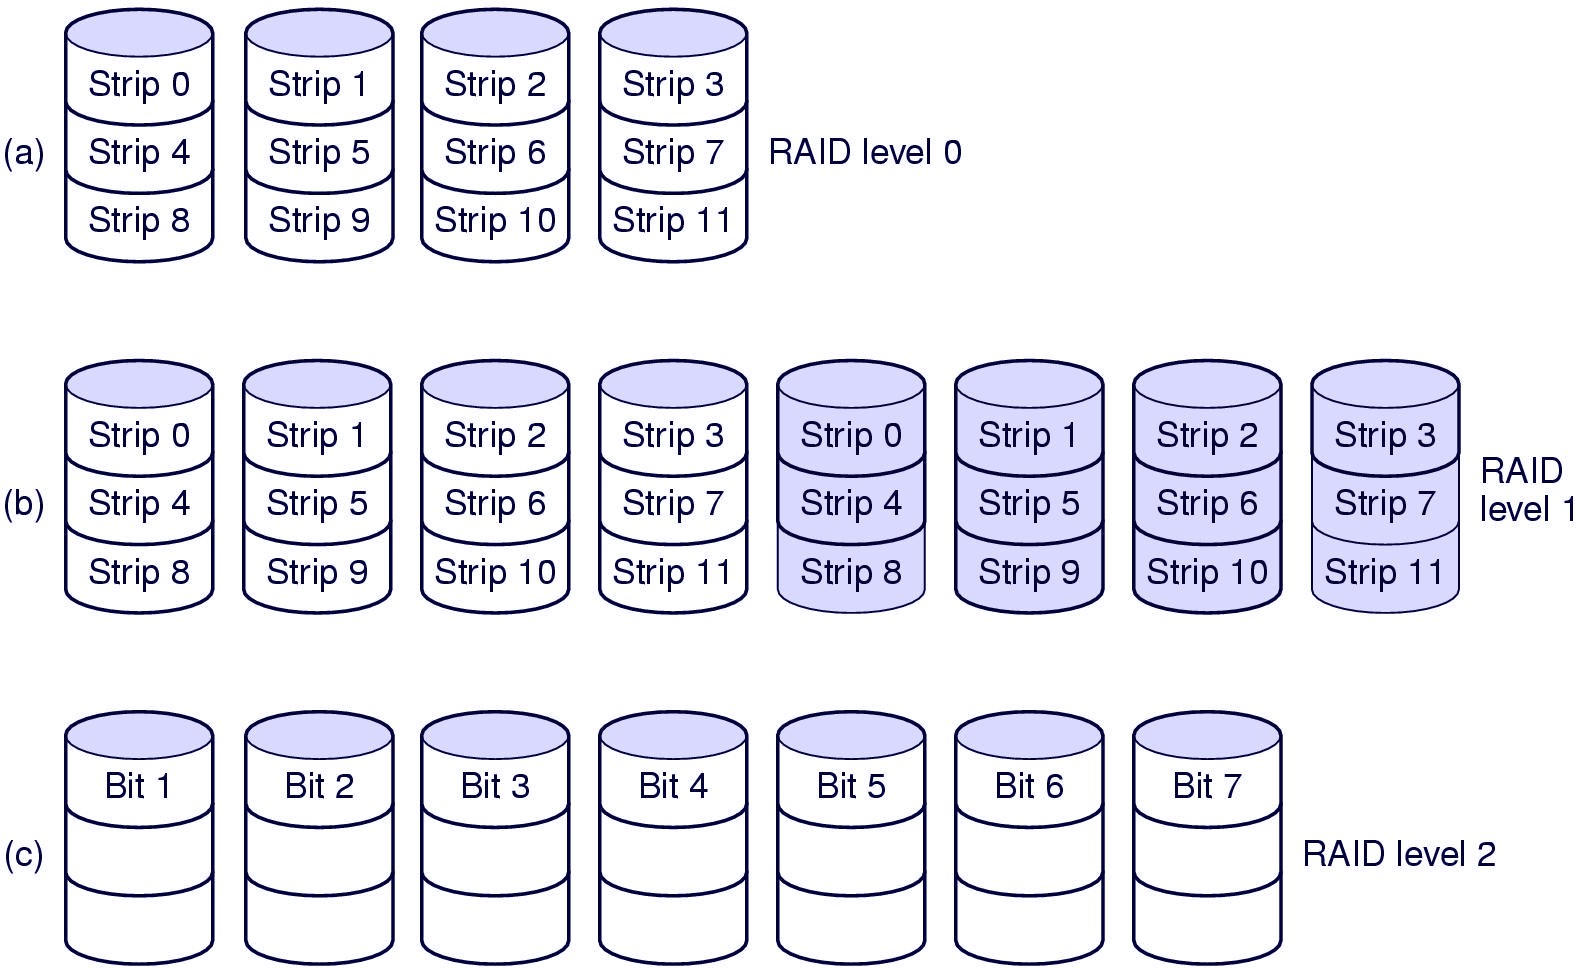 Strip 0 Strip 1 Strip 2 Strip 3
(a) Strip 4 Strip 5 Strip 6 Strip 7 RAID level 0
Strip 8 Strip 9 Strip 10 Strip 11
Strip 0 Strip 1 Strip 2 Strip 3 Strip 0 Strip 1 Strip 2 Strip 3
RAID
(b) Strip 4 Strip 5 Strip 6 Strip 7 Strip 4 Strip 5 Strip 6 Strip 7
level 1
Strip 8 Strip 9 Strip 10 Strip 11 Strip 8 Strip 9 Strip 10 Strip 11
Bit 1 Bit 2 Bit 3 Bit 4 Bit 5 Bit 6 Bit 7
(c) RAID level 2